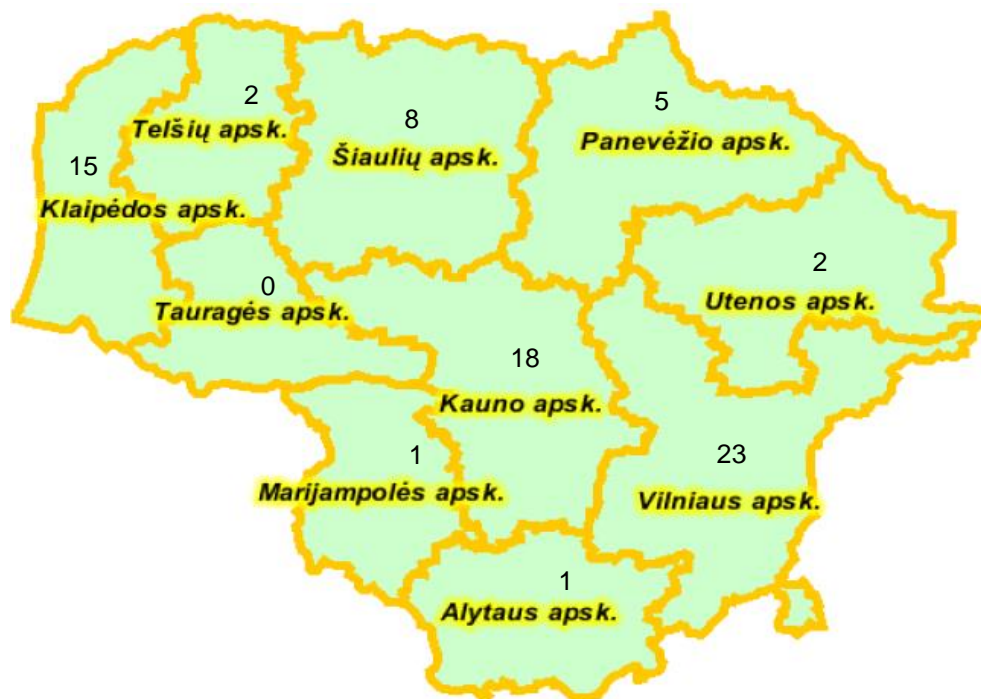 2
Telšių apsk.
8
Šiaulių apsk.
5
Panevėžio apsk.
15
Klaipėdos apsk.
0
Tauragės apsk.
2
Utenos apsk.
18
Kauno apsk.
1
Marijampolės apsk.
23
Vilniaus apsk.
1
Alytaus apsk.